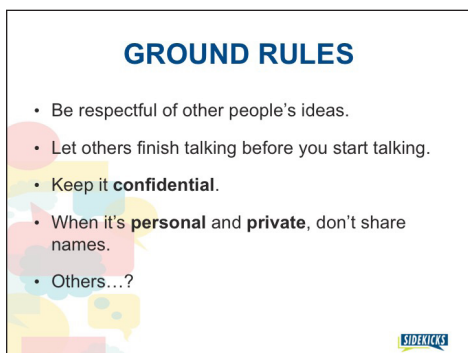 GROUND RULES
• Be respectful of other people's ideas.
• Let others finish talking before you start talking.
• Keep it confidential.
• When it's personal and private, don't share
names.
• Others…?
SIDEKICKS